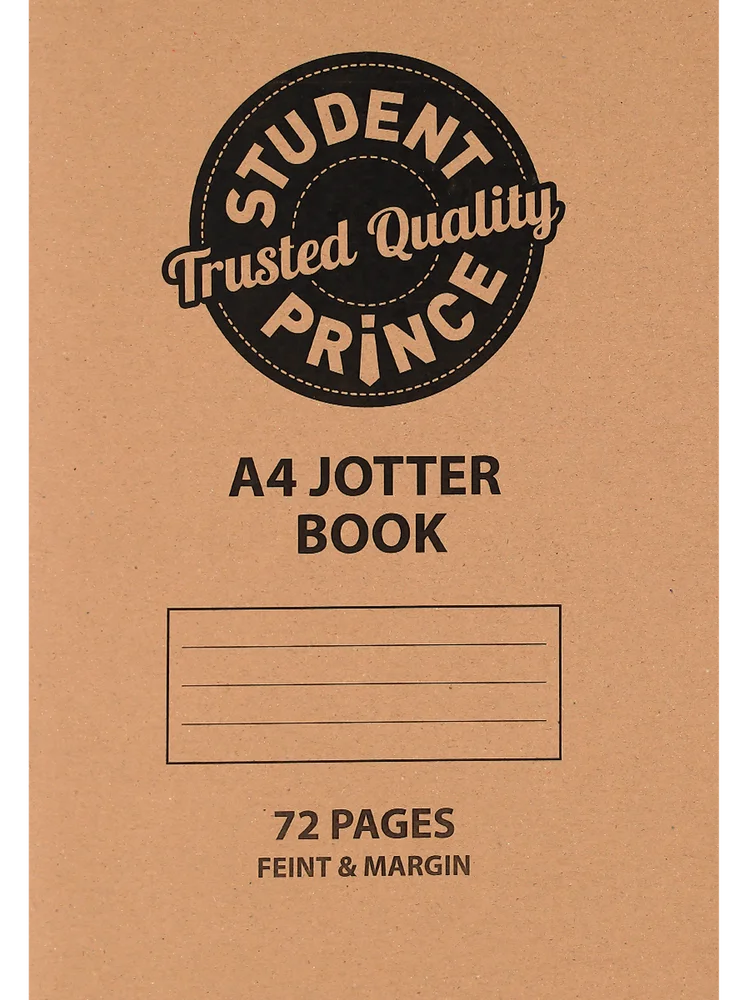 STUDENT
Trusted Quality
PRiNCE
A4 JOTTER
BOOK
72 PAGES
FEINT & MARGIN